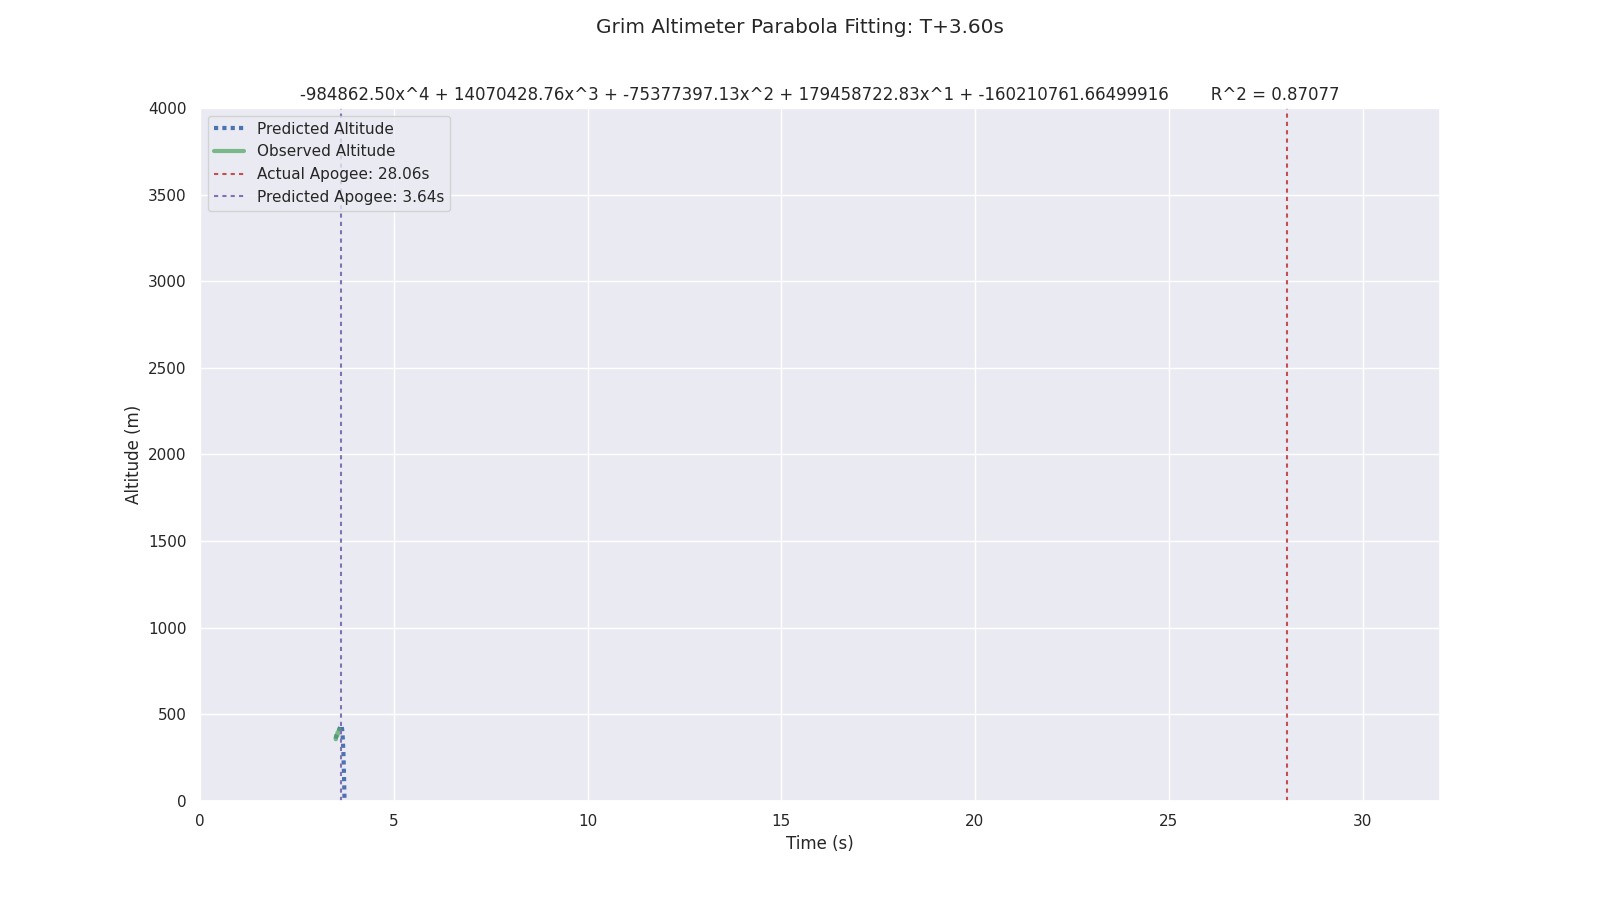 Grim Altimeter Parabola Fitting: T+3.60s
-984862.50x^4 + 14070428.76x^3 + -75377397.13x^2 + 179458722.83x^1 + -160210761.66499916 R^2 = 0.87077
Predicted Altitude
Observed Altitude
Actual Apogee: 28.06s
Predicted Apogee: 3.64s
4000
3500
3000
2500
2000
1500
1000
500
0
Altitude (m)
0 5 10 15 20 25 30
Time (s)